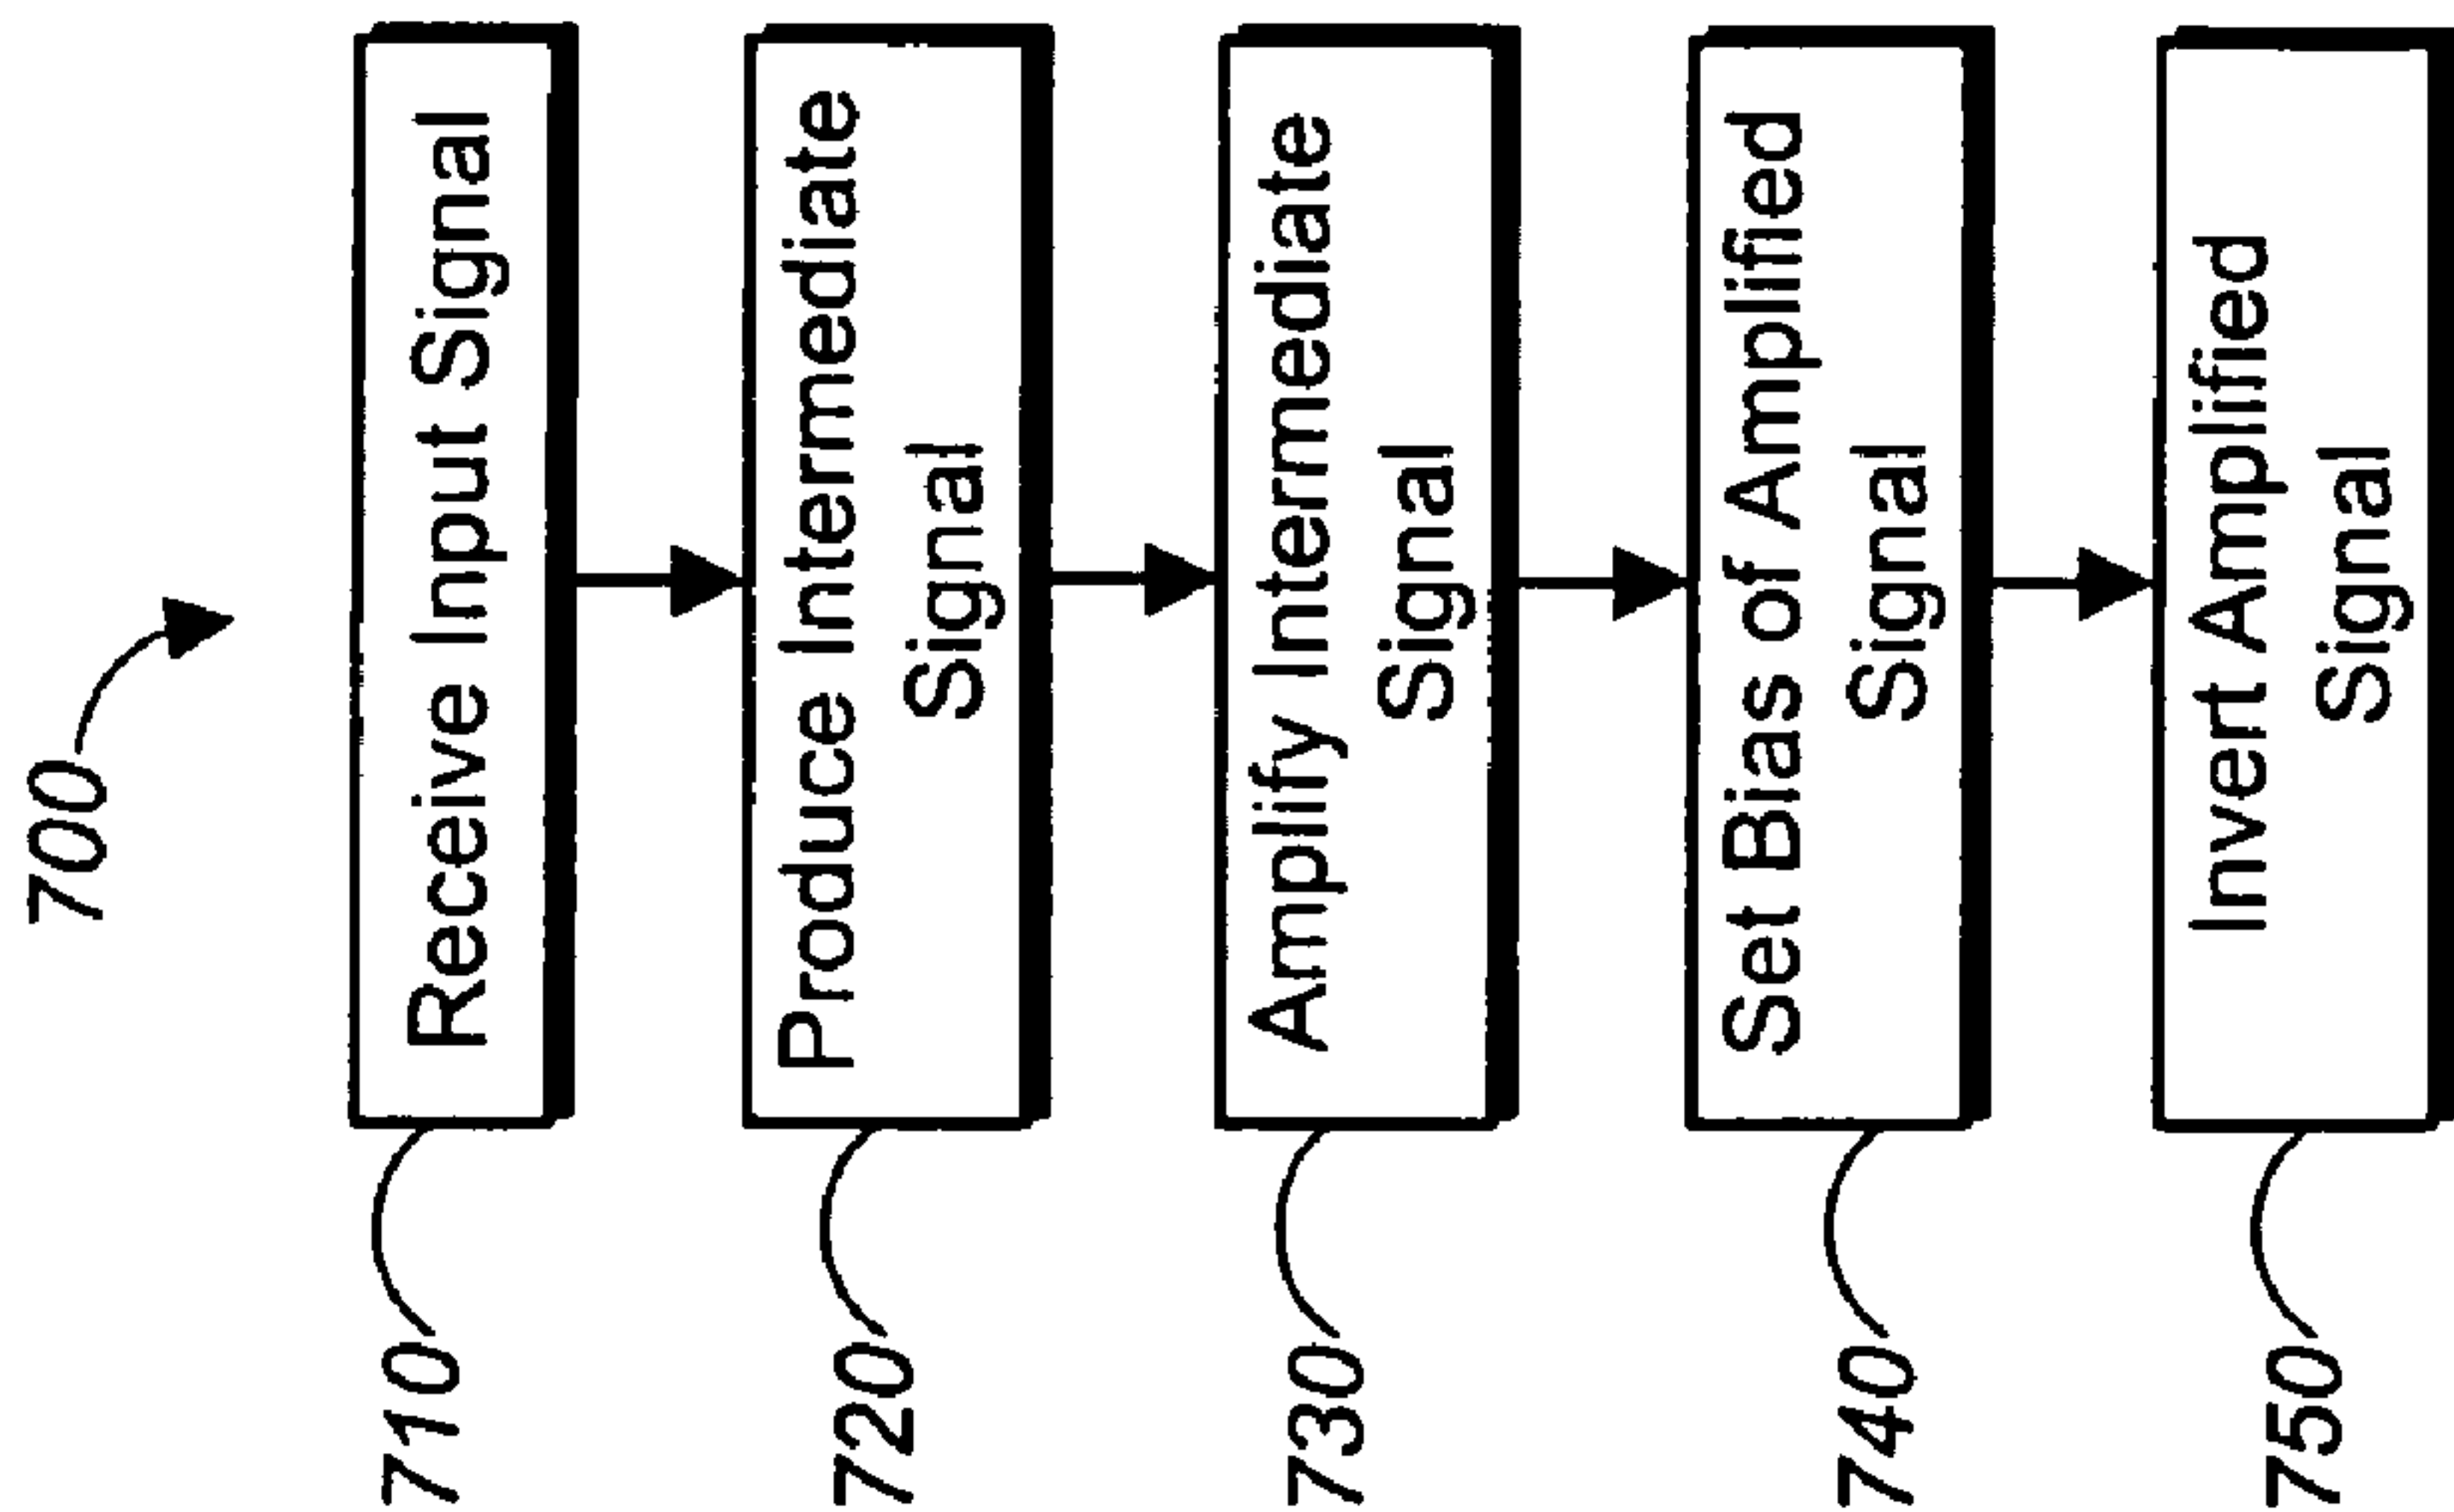 700
710
Receive Input Signal
720
Produce Intermediate
Signal
730
Amplify Intermediate
Signal
740
Set Bias of Amplified
Signal
750
Invert Amplified
Signal